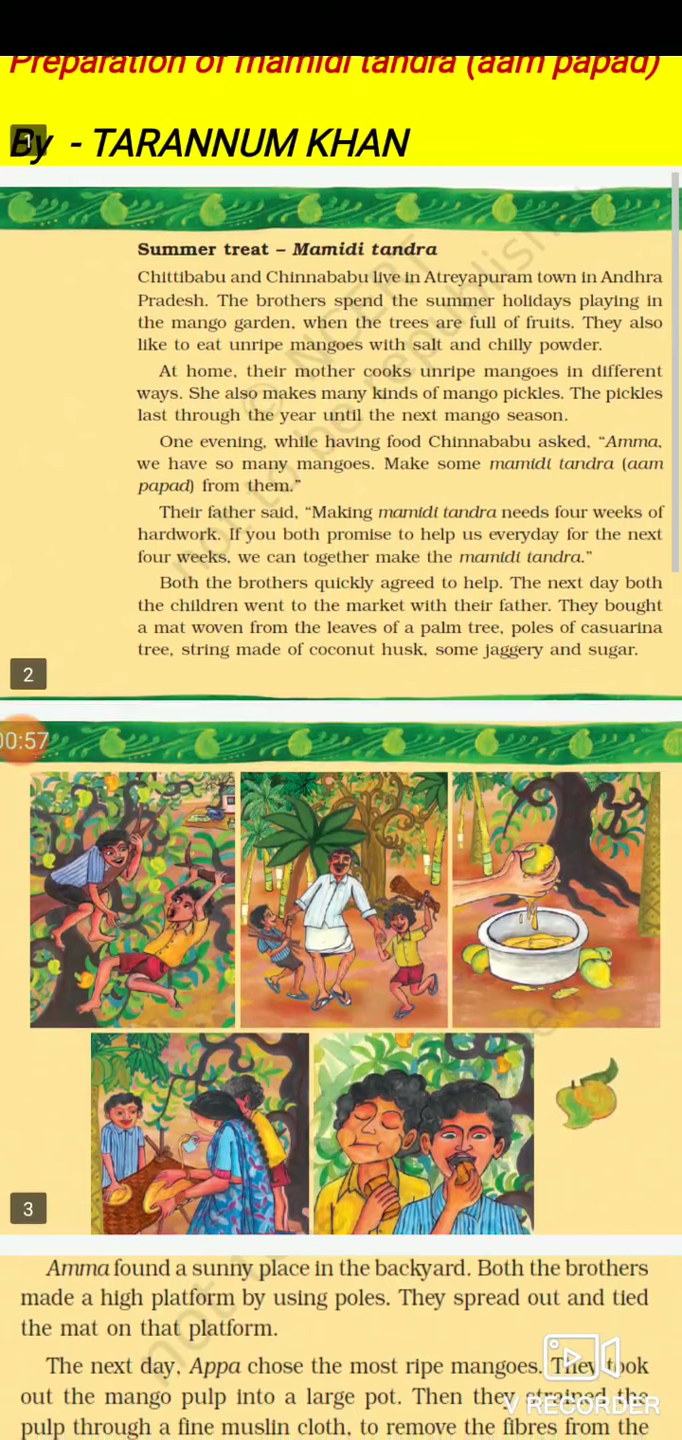 Preparation of mamidi tandra (aam papad)
By - TARANNUM KHAN
1
Summer treat – Mamidi tandra
Chittibabu and Chinnababu live in Atreyapuram town in Andhra
Pradesh. The brothers spend the summer holidays playing in
the mango garden, when the trees are full of fruits. They also
like to eat unripe mangoes with salt and chilly powder.
At home, their mother cooks unripe mangoes in different
ways. She also makes many kinds of mango pickles. The pickles
last through the year until the next mango season.
One evening, while having food Chinnababu asked, “Amma,
we have so many mangoes. Make some mamidi tandra (aam
papad) from them.”
Their father said, “Making mamidi tandra needs four weeks of
hardwork. If you both promise to help us everyday for the next
four weeks, we can together make the mamidi tandra.”
Both the brothers quickly agreed to help. The next day both
the children went to the market with their father. They bought
a mat woven from the leaves of a palm tree, poles of casuarina
tree, string made of coconut husk, some jaggery and sugar.
2
00:57
3
Amma found a sunny place in the backyard. Both the brothers
made a high platform by using poles. They spread out and tied
the mat on that platform.
The next day, Appa chose the most ripe mangoes. They took
out the mango pulp into a large pot. Then they strained the
pulp through a fine muslin cloth, to remove the fibres from the
V RECORDER